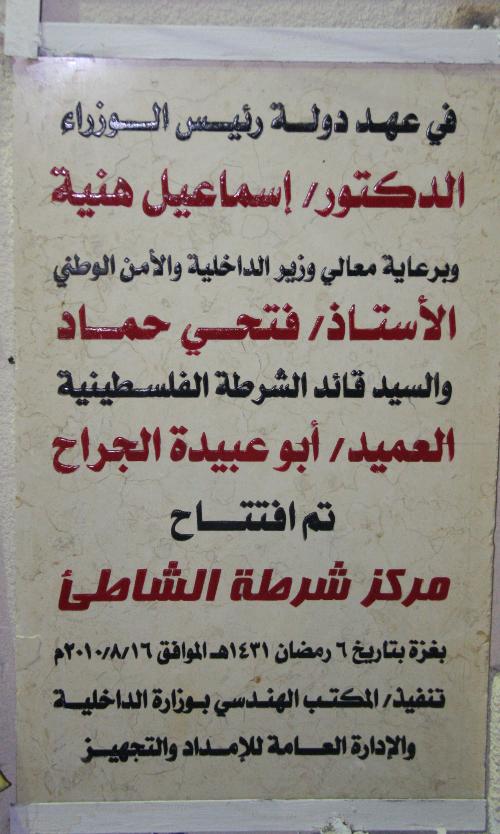 في عهد دولة رئيس الوزراء
الدكتور/ إسماعيل هنية
وبرعاية معالي وزير الداخلية والأمن الوطني
الأستاذ/ فتحي حماد
والسيد قائد الشرطة الفلسطينية
العميد/ أبو عبيدة الجراح
تم افتتاح
مركز شرطة الشاطئ
بغزة بتاريخ ٦ رمضان ١٤٣١هـ الموافق ٢٠١٠/٨/١٦م
تنفيذ/ المكتب الهندسي بوزارة الداخلية
والإدارة العامة للإمداد والتجهيز